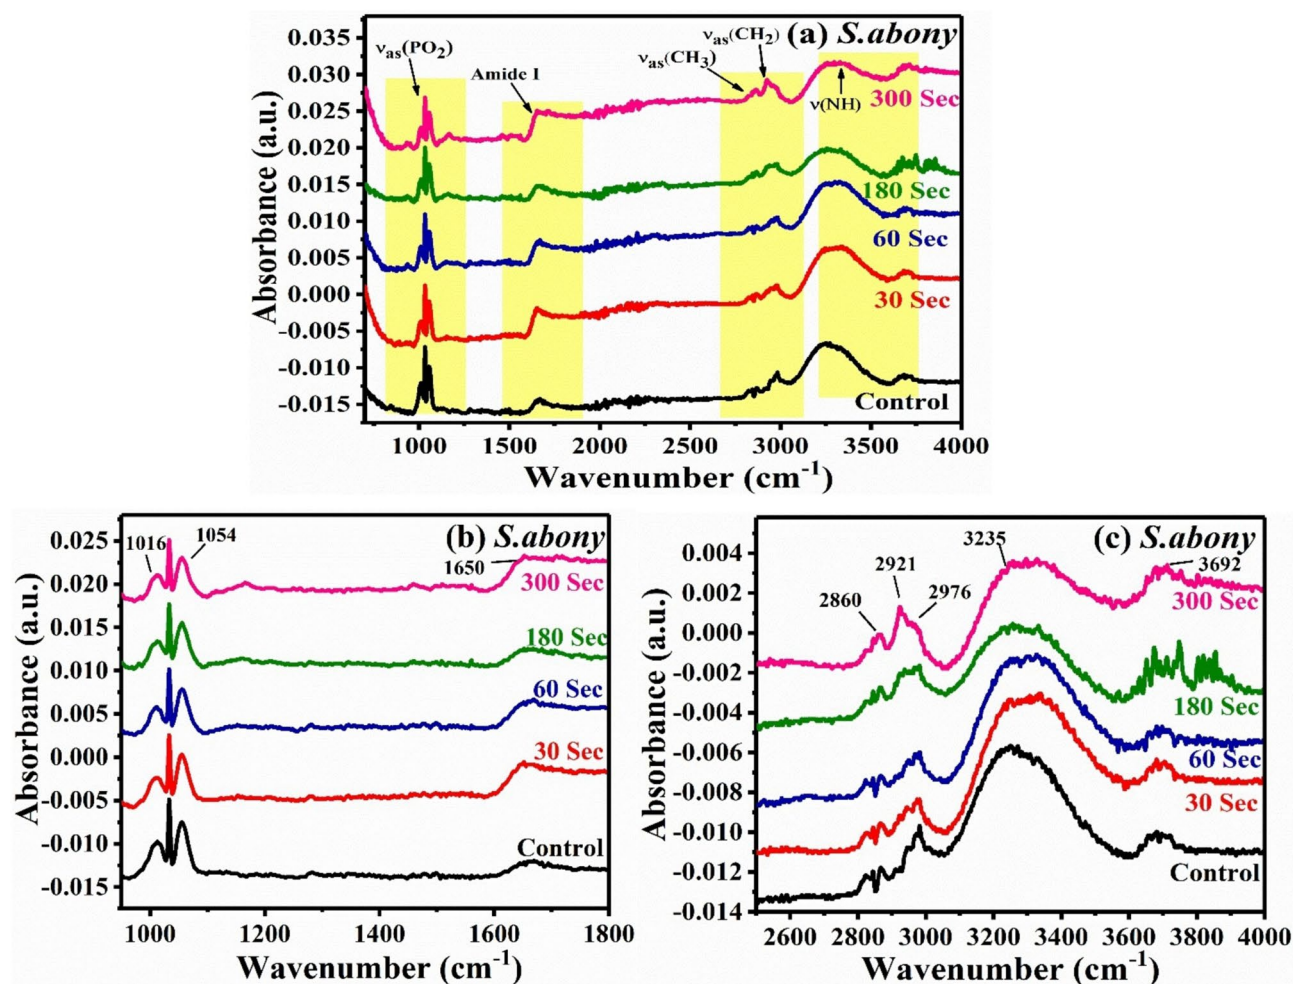 (a) S.abony
νas(PO2)
Amide I
νas(CH3)
νas(CH2)
ν(NH)
300 Sec
180 Sec
60 Sec
30 Sec
Control
0.035
0.030
0.025
0.020
0.015
0.010
0.005
0.000
-0.005
-0.010
-0.015
Absorbance (a.u.)
1000 1500 2000 2500 3000 3500 4000
Wavenumber (cm-1)
(b) S.abony
1016
1054
1650
300 Sec
180 Sec
60 Sec
30 Sec
Control
0.025
0.020
0.015
0.010
0.005
0.000
-0.005
-0.010
-0.015
Absorbance (a.u.)
1000 1200 1400 1600 1800
Wavenumber (cm-1)
(c) S.abony
2860
2921
2976
3235
3692
300 Sec
180 Sec
60 Sec
30 Sec
Control
0.004
0.002
0.000
-0.002
-0.004
-0.006
-0.008
-0.010
-0.012
-0.014
Absorbance (a.u.)
2600 2800 3000 3200 3400 3600 3800 4000
Wavenumber (cm-1)